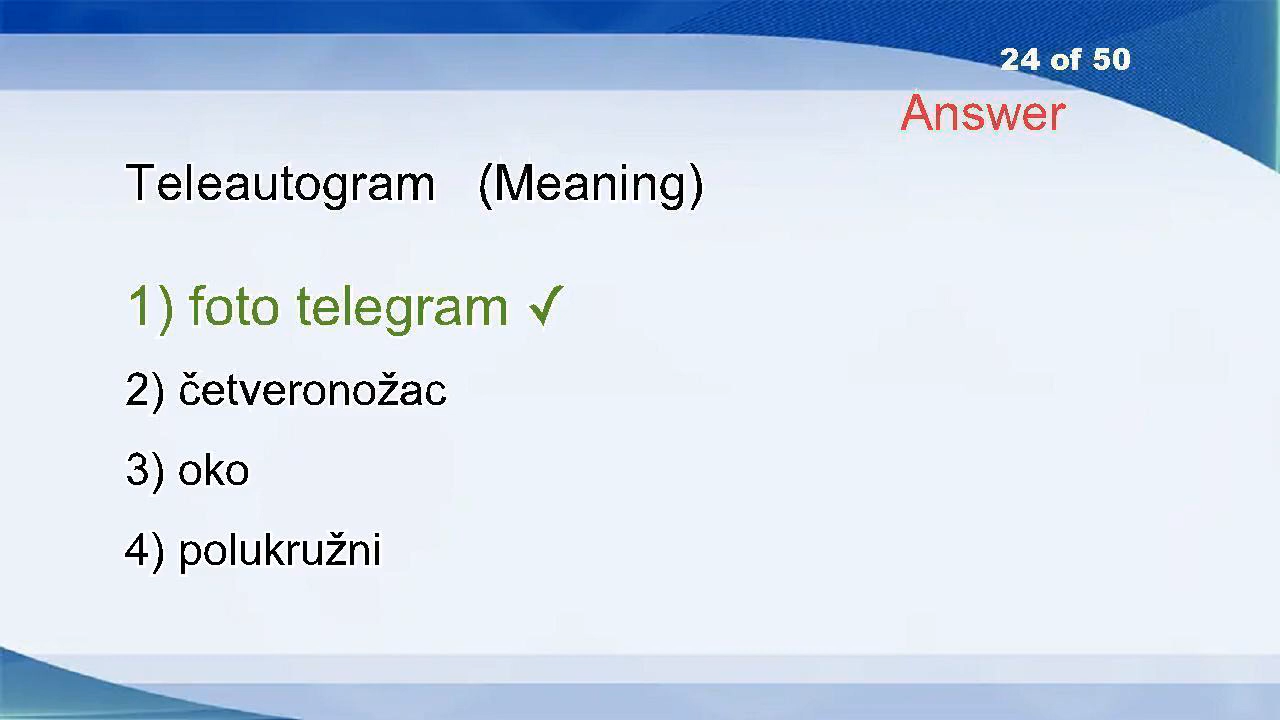 24 of 50
Answer
Teleautogram (Meaning)
1) foto telegram ✓
2) četveronožac
3) oko
4) polukružni